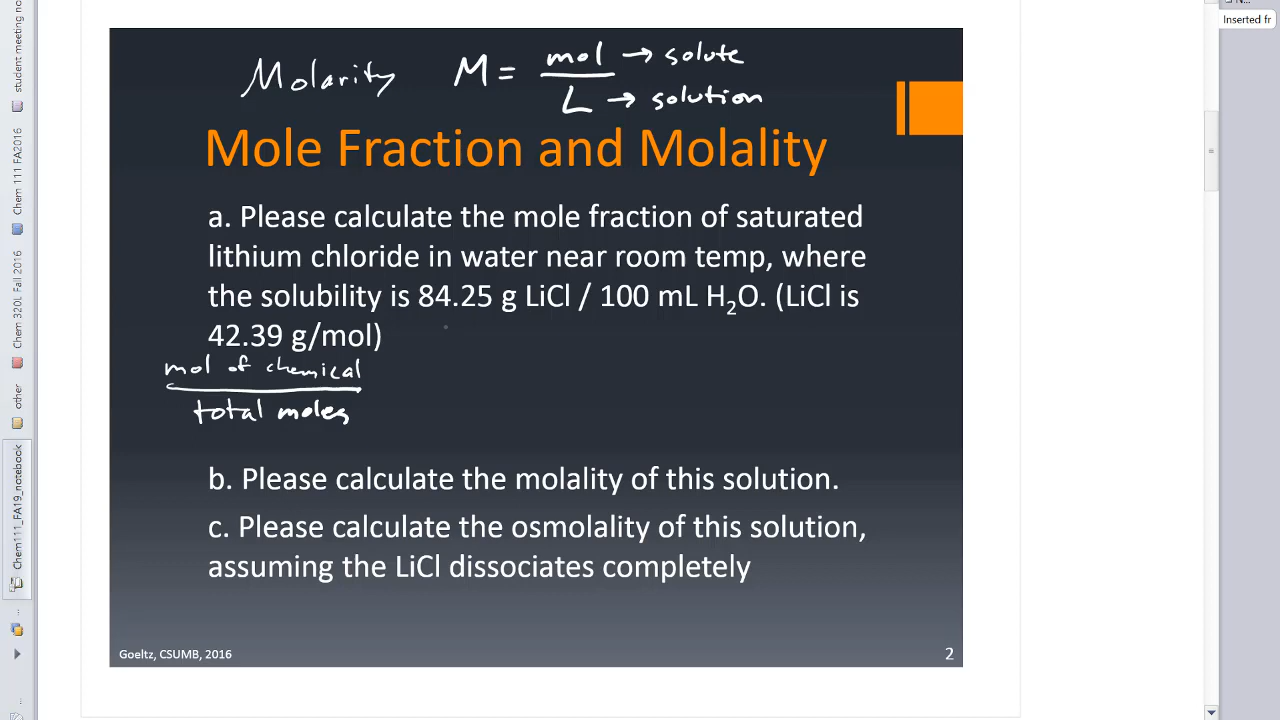 N...
Inserted fr
student meeting no
Chem 111 FA2016
Chem 320L Fall 2016
other
Chem111_FA19_notebook
Molarity M = mol → solute
L → solution
Mole Fraction and Molality
a. Please calculate the mole fraction of saturated
lithium chloride in water near room temp, where
the solubility is 84.25 g LiCl / 100 mL H₂O. (LiCl is
42.39 g/mol)
mol of chemical
total moles
b. Please calculate the molality of this solution.
c. Please calculate the osmolality of this solution,
assuming the LiCl dissociates completely
Goeltz, CSUMB, 2016
2